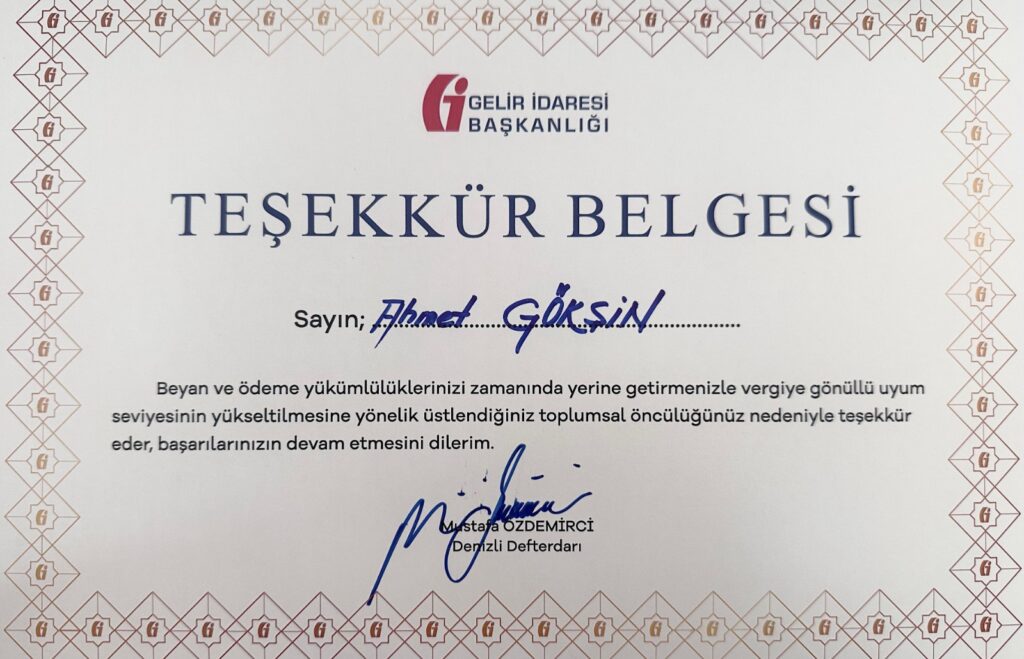 GELİR İDARESİ
BAŞKANLIĞI
TEŞEKKÜR BELGESİ
Sayın; Ahmet GÖKŞİN
Beyan ve ödeme yükümlülüklerinizi zamanında yerine getirmenizle vergiye gönüllü uyum
seviyesinin yükseltilmesine yönelik üstlendiğiniz toplumsal öncülüğünüz nedeniyle teşekkür
eder, başarılarınızın devam etmesini dilerim.
Mustafa ÖZDEMİRCİ
Denizli Defterdarı